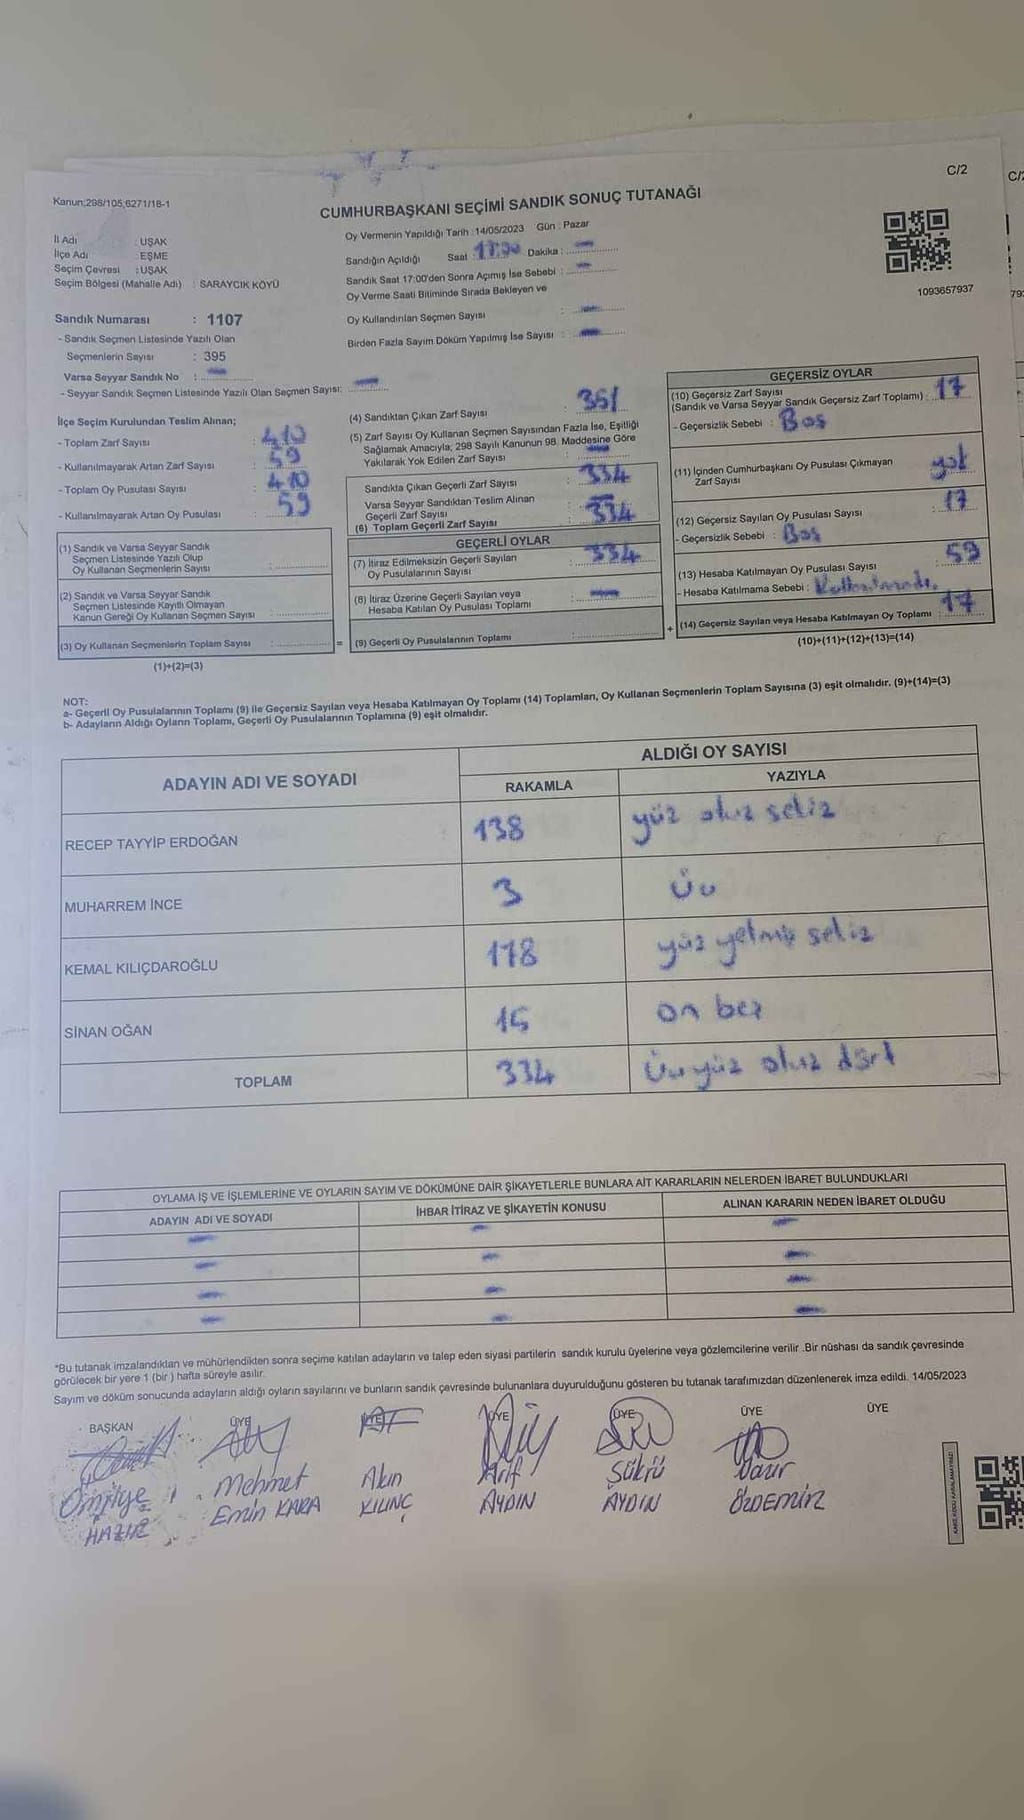 C/2
Kanun;298/105,6271/18-1
CUMHURBAŞKANI SEÇİMİ SANDIK SONUÇ TUTANAĞI
İl Adı : UŞAK
İlçe Adı EŞME
Seçim Çevresi : UŞAK
Seçim Bölgesi (Mahalle Adı) : SARAYCIK KÖYÜ
Oy Vermenin Yapıldığı Tarih : 14/05/2023 Gün : Pazar
Sandığın Açıldığı Saat : 17:00 Dakika :
Sandık Saat 17:00'den Sonra Açımış İse Sebebi :
Oy Verme Saati Bitiminde Sırada Bekleyen ve
Oy Kullandırılan Seçmen Sayısı :
Birden Fazla Sayım Döküm Yapılmış İse Sayısı :
1093657937
Sandık Numarası : 1107
- Sandık Seçmen Listesinde Yazılı Olan
Seçmenlerin Sayısı : 395
Varsa Seyyar Sandık No :
- Seyyar Sandık Seçmen Listesinde Yazılı Olan Seçmen Sayısı:
İlçe Seçim Kurulundan Teslim Alınan;
- Toplam Zarf Sayısı : 410
- Kullanılmayarak Artan Zarf Sayısı : 59
- Toplam Oy Pusulası Sayısı : 410
- Kullanılmayarak Artan Oy Pusulası : 59
(1) Sandık ve Varsa Seyyar Sandık
Seçmen Listesinde Yazılı Olup
Oy Kullanan Seçmenlerin Sayısı :
(2) Sandık ve Varsa Seyyar Sandık
Seçmen Listesinde Kayıtlı Olmayan
Kanun Gereği Oy Kullanan Seçmen Sayısı :
(3) Oy Kullanan Seçmenlerin Toplam Sayısı : =
(1)+(2)=(3)
(4) Sandıktan Çıkan Zarf Sayısı : 351
(5) Zarf Sayısı Oy Kullanan Seçmen Sayısından Fazla İse, Eşitliği
Sağlamak Amacıyla; 298 Sayılı Kanunun 98. Maddesine Göre
Yakılarak Yok Edilen Zarf Sayısı :
Sandıkta Çıkan Geçerli Zarf Sayısı : 334
Varsa Seyyar Sandıktan Teslim Alınan
Geçerli Zarf Sayısı :
(6) Toplam Geçerli Zarf Sayısı : 334
GEÇERLİ OYLAR
(7) İtiraz Edilmeksizin Geçerli Sayılan
Oy Pusulalarının Sayısı : 334
(8) İtiraz Üzerine Geçerli Sayılan veya
Hesaba Katılan Oy Pusulası Toplamı :
(9) Geçerli Oy Pusulalarının Toplamı : +
GEÇERSİZ OYLAR
(10) Geçersiz Zarf Sayısı
(Sandık ve Varsa Seyyar Sandık Geçersiz Zarf Toplamı) : 17
- Geçersizlik Sebebi : Boş
(11) İçinden Cumhurbaşkanı Oy Pusulası Çıkmayan
Zarf Sayısı : yok
(12) Geçersiz Sayılan Oy Pusulası Sayısı : 17
- Geçersizlik Sebebi : Boş
(13) Hesaba Katılmayan Oy Pusulası Sayısı : 59
- Hesaba Katılmama Sebebi :
(14) Geçersiz Sayılan veya Hesaba Katılmayan Oy Toplamı : 17
(10)+(11)+(12)+(13)=(14)
NOT:
a- Geçerli Oy Pusulalarının Toplamı (9) ile Geçersiz Sayılan veya Hesaba Katılmayan Oy Toplamı (14) Toplamları, Oy Kullanan Seçmenlerin Toplam Sayısına (3) eşit olmalıdır. (9)+(14)=(3)
b- Adayların Aldığı Oyların Toplamı, Geçerli Oy Pusulalarının Toplamına (9) eşit olmalıdır.
ADAYIN ADI VE SOYADI ALDIĞI OY SAYISI
RAKAMLA YAZIYLA
RECEP TAYYİP ERDOĞAN 138 yüz otuz sekiz
MUHARREM İNCE 3 Üç
KEMAL KILIÇDAROĞLU 178 yüz yetmiş sekiz
SİNAN OĞAN 15 on beş
TOPLAM 334 Üçyüz otuz dört
OYLAMA İŞ VE İŞLEMLERİNE VE OYLARIN SAYIM VE DÖKÜMÜNE DAİR ŞİKAYETLERLE BUNLARA AİT KARARLARIN NELERDEN İBARET BULUNDUKLARI
ADAYIN ADI VE SOYADI İHBAR İTİRAZ VE ŞİKAYETİN KONUSU ALINAN KARARIN NEDEN İBARET OLDUĞU
*Bu tutanak imzalandıktan ve mühürlendikten sonra seçime katılan adayların ve talep eden siyasi partilerin sandık kurulu üyelerine veya gözlemcilerine verilir .Bir nüshası da sandık çevresinde
görülecek bir yere 1 (bir ) hafta süreyle asılır.
Sayım ve döküm sonucunda adayların aldığı oyların sayılarını ve bunların sandık çevresinde bulunanlara duyurulduğunu gösteren bu tutanak tarafımızdan düzenlenerek imza edildi. 14/05/2023
BAŞKAN ÜYE ÜYE ÜYE ÜYE ÜYE ÜYE
Mehmet Akın Arif Şükrü
HAZIR Emin KARA KILINÇ AYDIN AYDIN ÖZDEMİR